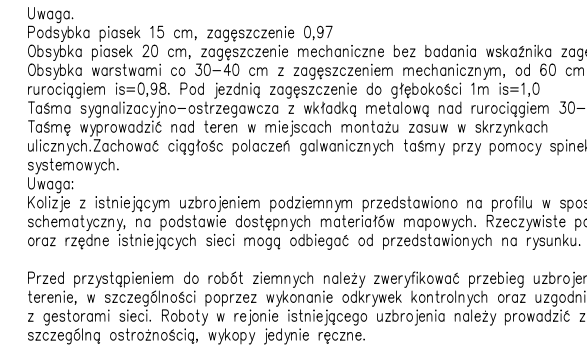 Uwaga.
Podsybka piasek 15 cm, zagęszczenie 0,97
Obsybka piasek 20 cm, zagęszczenie mechaniczne bez badania wskaźnika zagę
Obsybka warstwami co 30-40 cm z zagęszczeniem mechanicznym, od 60 cm
rurociągiem is=0,98. Pod jezdnią zagęszczenie do głębokości 1m is=1,0
Taśma sygnalizacyjno-ostrzegawcza z wkładką metalową nad rurociągiem 30-
Taśmę wyprowadzić nad teren w miejscach montażu zasuw w skrzynkach
ulicznych.Zachować ciągłośc polaczeń galwanicznych taśmy przy pomocy spinek
systemowych.
Uwaga:
Kolizje z istniejącym uzbrojeniem podziemnym przedstawiono na profilu w spos
schematyczny, na podstawie dostępnych materiałów mapowych. Rzeczywiste po
oraz rzędne istniejących sieci mogą odbiegać od przedstawionych na rysunku.
Przed przystąpieniem do robót ziemnych należy zweryfikować przebieg uzbrojen
terenie, w szczególności poprzez wykonanie odkrywek kontrolnych oraz uzgodni
z gestorami sieci. Roboty w rejonie istniejącego uzbrojenia należy prowadzić z
szczególną ostrożnością, wykopy jedynie ręczne.